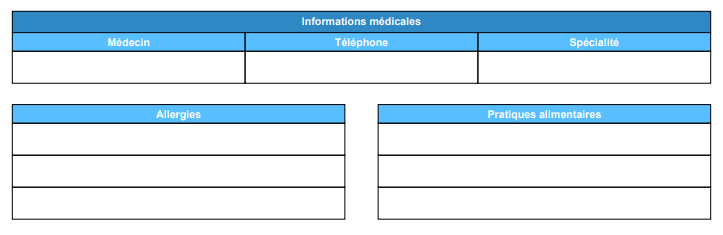 Informations médicales
Médecin Téléphone Spécialité
Allergies Pratiques alimentaires